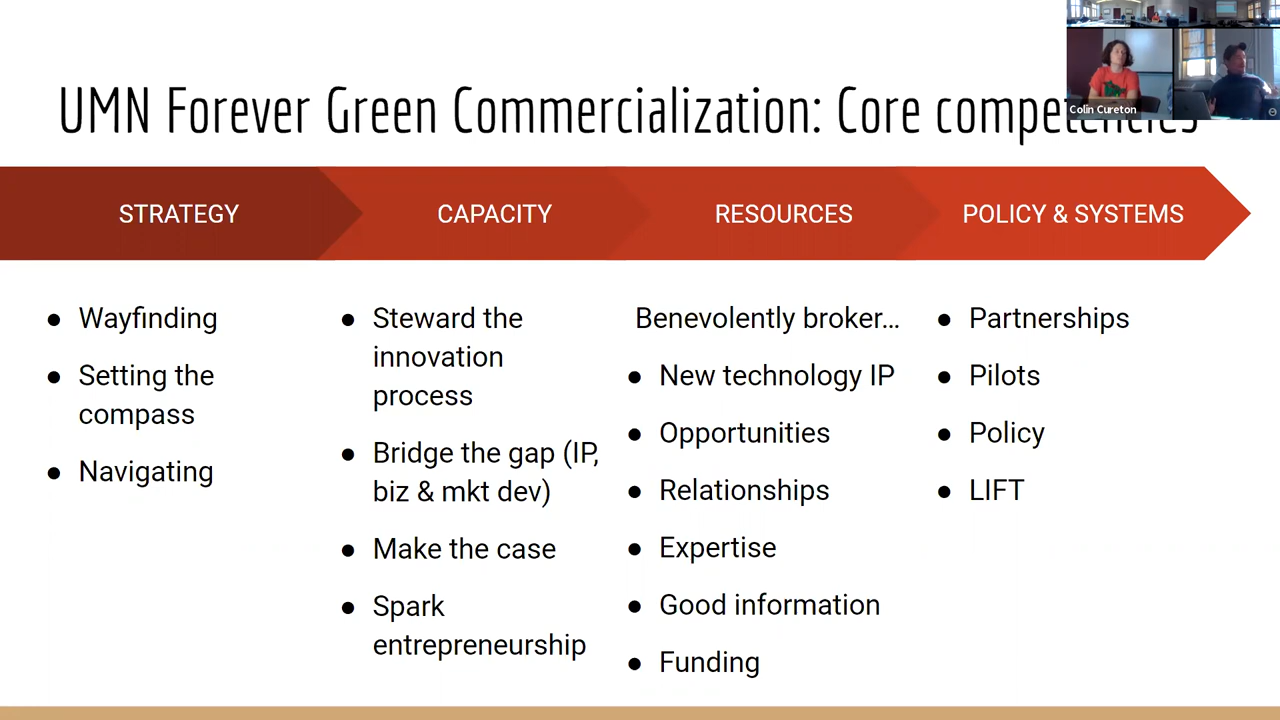 UMN Forever Green Commercialization: Core competencies
Colin Cureton
STRATEGY
CAPACITY
RESOURCES
POLICY & SYSTEMS
● Wayfinding
● Setting the
compass
● Navigating
● Steward the
innovation
process
● Bridge the gap (IP,
biz & mkt dev)
● Make the case
● Spark
entrepreneurship
Benevolently broker...
● New technology IP
● Opportunities
● Relationships
● Expertise
● Good information
● Funding
● Partnerships
● Pilots
● Policy
● LIFT